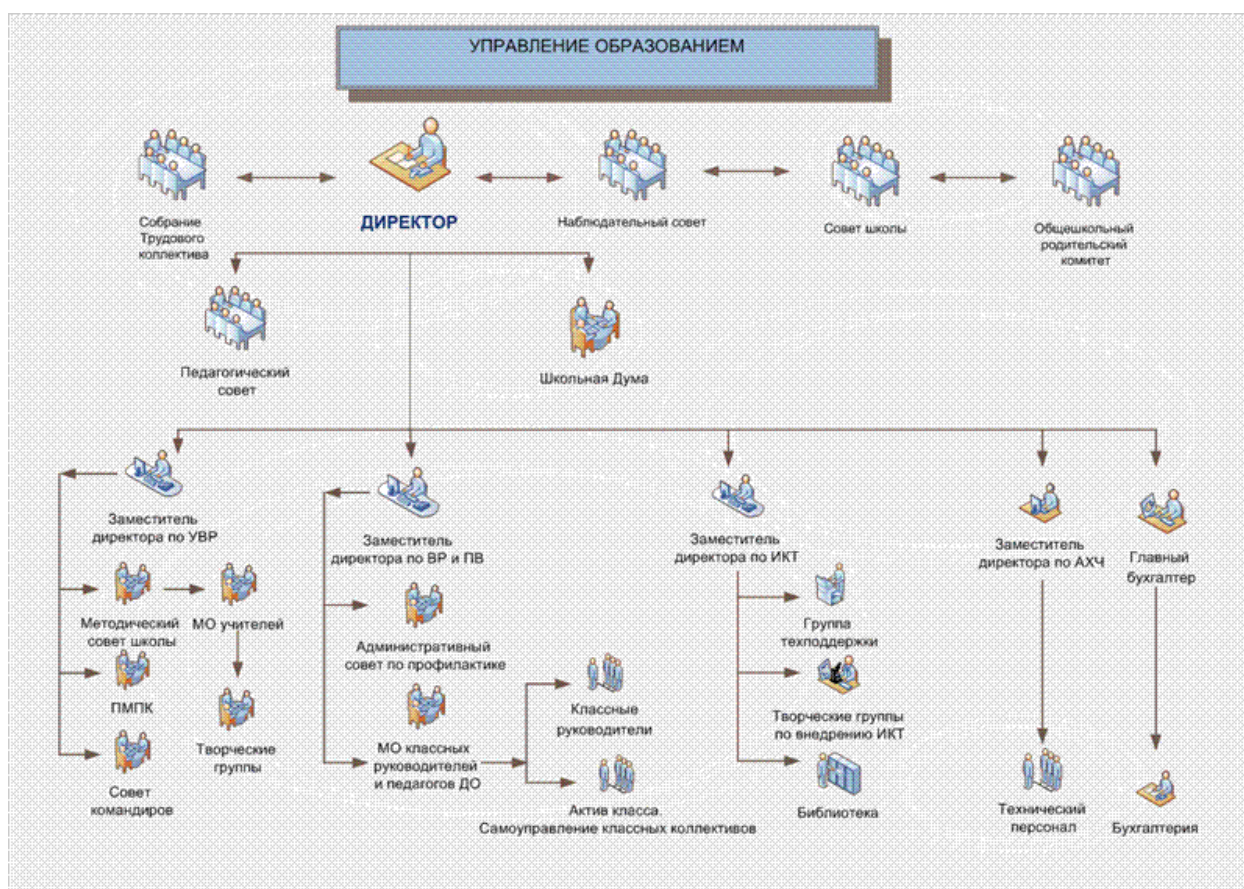 УПРАВЛЕНИЕ ОБРАЗОВАНИЕМ
Собрание
Трудового
коллектива
ДИРЕКТОР
Наблюдательный совет
Совет школы
Общешкольный
родительский
комитет
Педагогический
совет
Школьная Дума
Заместитель
директора по УВР
Заместитель
директора по ВР и ПВ
Заместитель
директора по ИКТ
Заместитель
директора по АХЧ
Главный
бухгалтер
Методический
совет школы
МО учителей
Административный
совет по профилактике
Группа
техподдержки
ПМПК
Творческие
группы
Классные
руководители
Творческие группы
по внедрению ИКТ
МО классных
руководителей
и педагогов ДО
Совет
командиров
Актив класса.
Самоуправление классных коллективов
Библиотека
Технический
персонал
Бухгалтерия